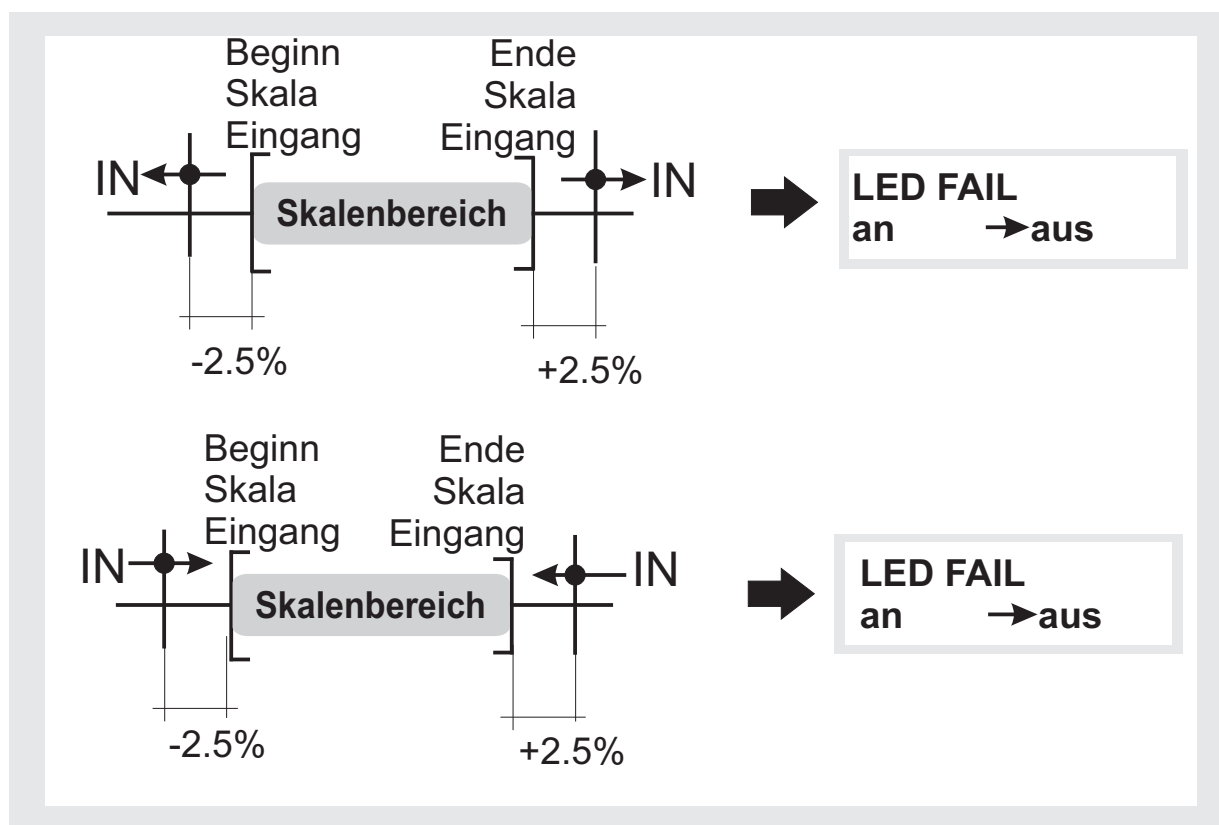 Beginn
Skala
Eingang
Ende
Skala
Eingang
IN
IN
Skalenbereich
-2.5%
+2.5%
LED FAIL
an aus
Beginn
Skala
Eingang
Ende
Skala
Eingang
IN
IN
Skalenbereich
-2.5%
+2.5%
LED FAIL
an aus